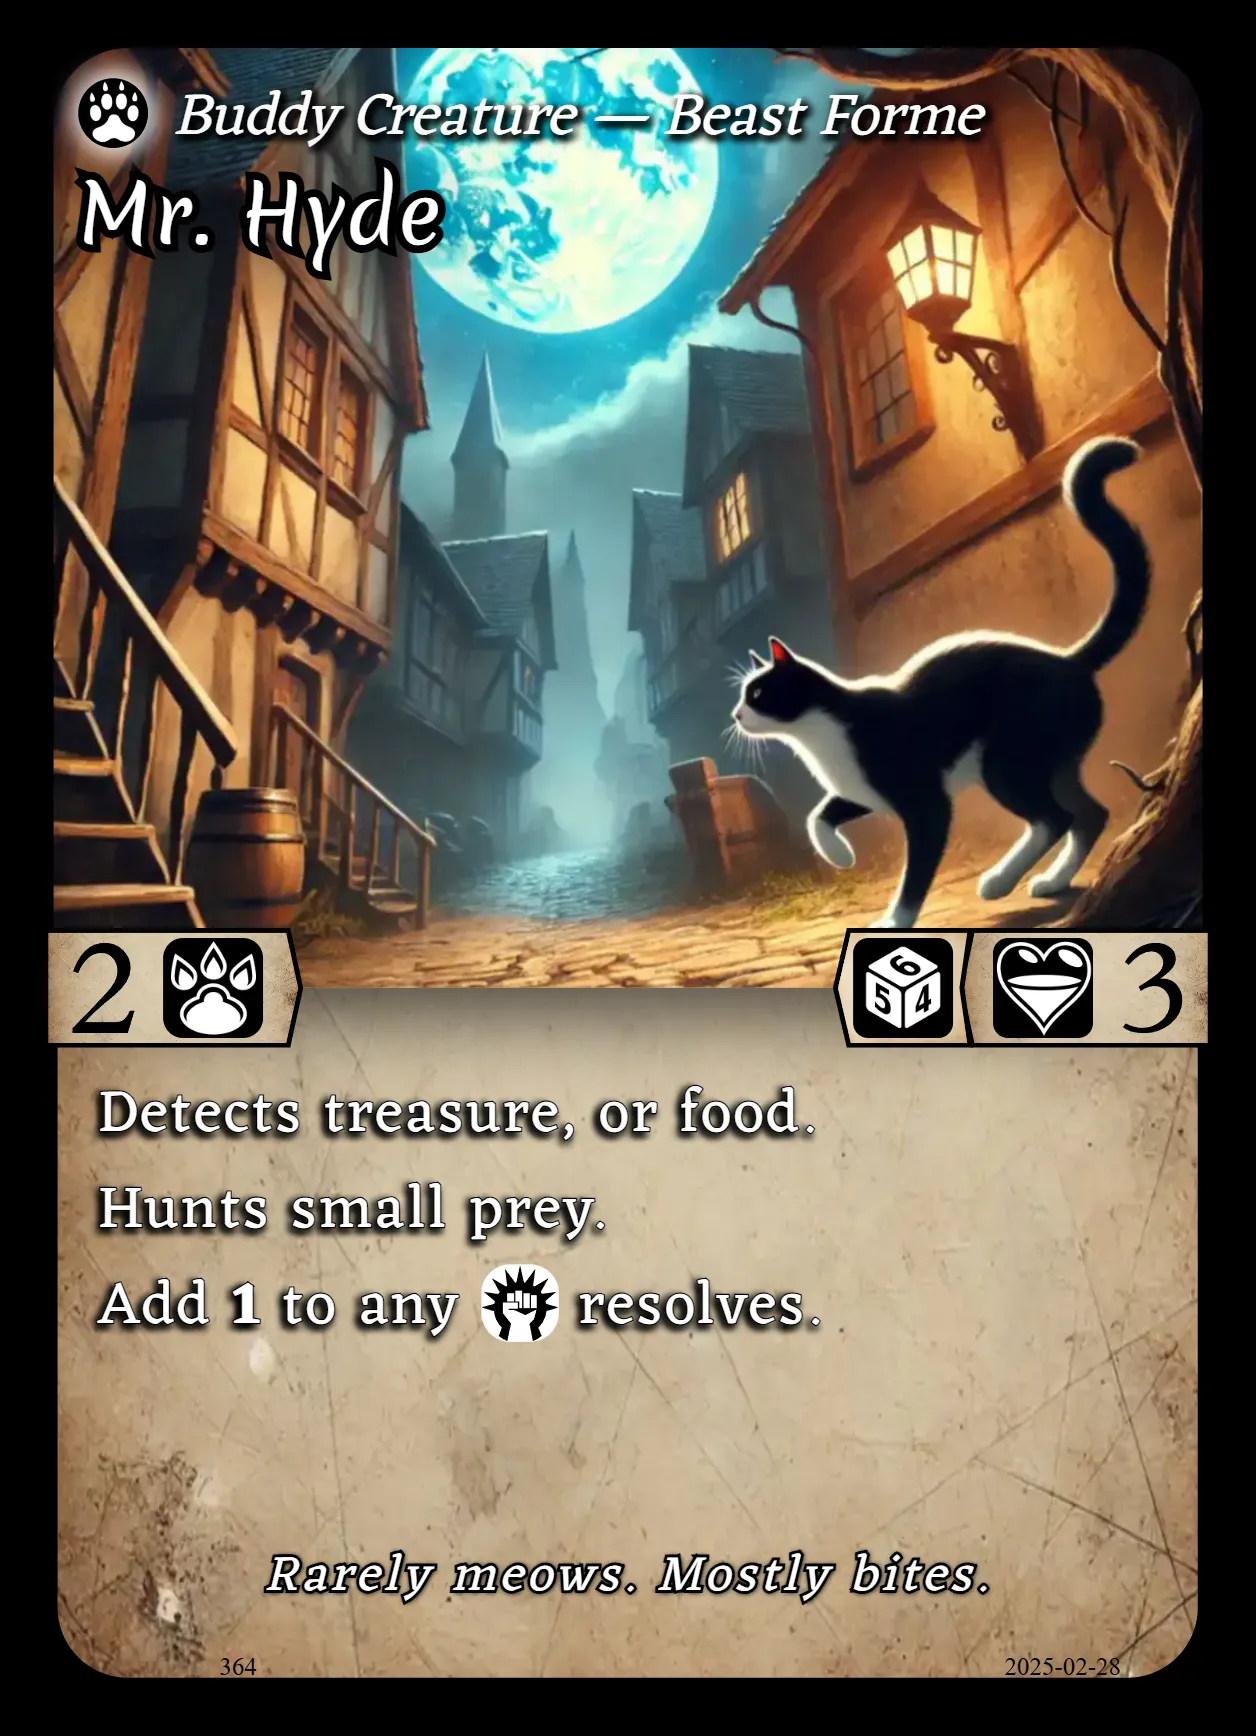 Buddy Creature — Beast Forme
Mr. Hyde
2
6 5 4
3
Detects treasure, or food.
Hunts small prey.
Add 1 to any resolves.
Rarely meows. Mostly bites.
364
2025-02-28